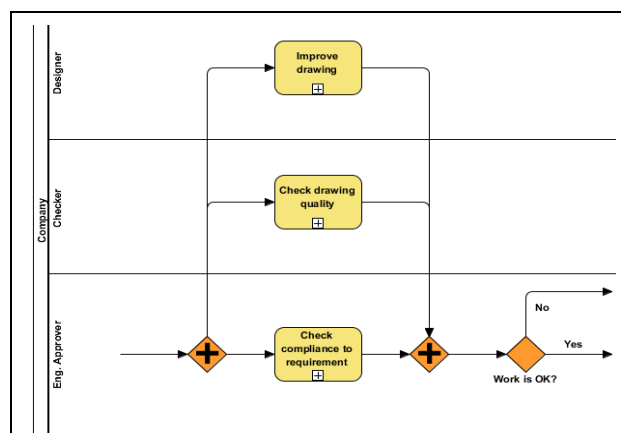 Company
Designer
Improve
drawing
Checker
Check drawing
quality
Eng. Approver
Check
compliance to
requirement
No
Yes
Work is OK?